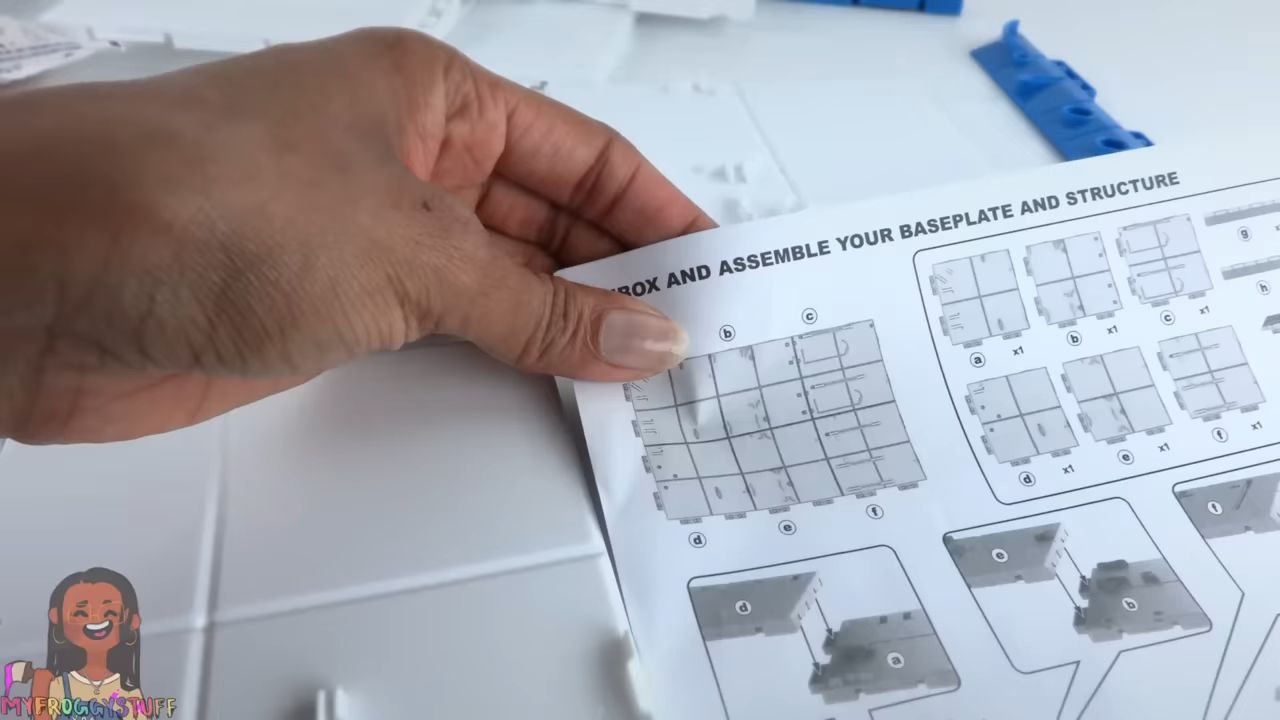 BOX AND ASSEMBLE YOUR BASEPLATE AND STRUCTURE
b
c
a x1
b x1
c x1
g
h
d x1
e x1
f x1
d
e
f
d
a
e
b
f
MYFROGGYSTUFF